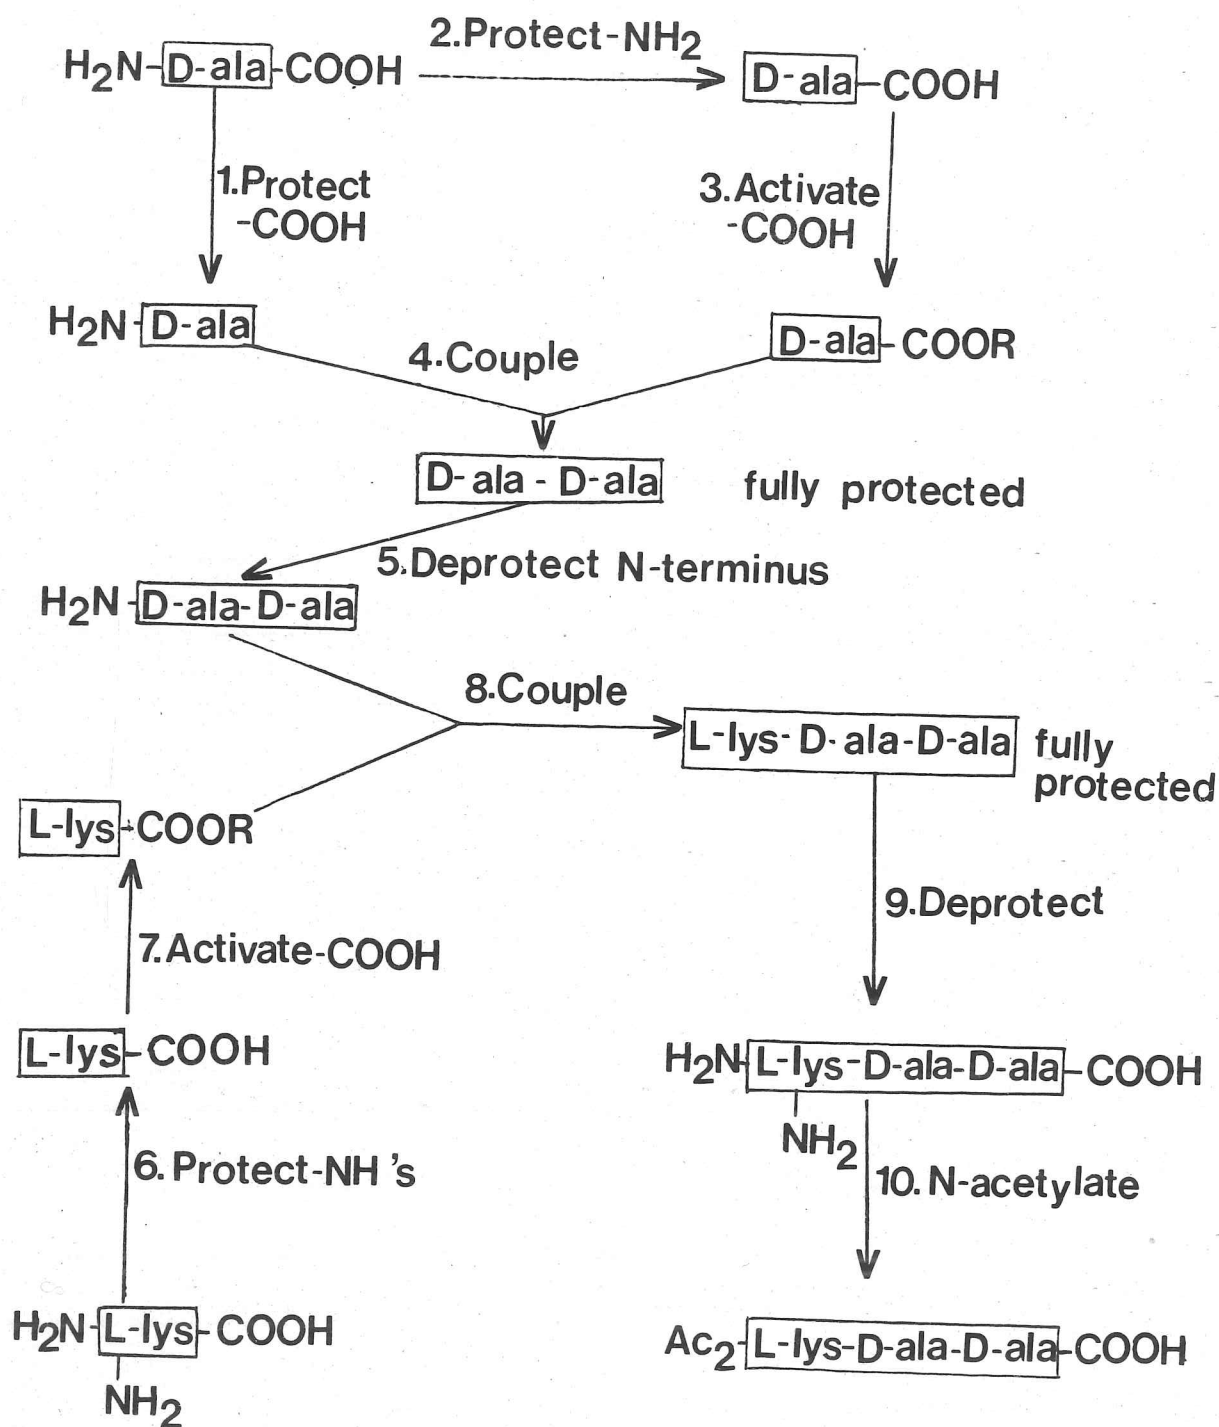 2.Protect-NH2
H2N-D-ala-COOH
D-ala-COOH
1.Protect
-COOH
3.Activate
-COOH
H2N-D-ala
4.Couple
D-ala-COOR
D-ala - D-ala
fully protected
5.Deprotect N-terminus
H2N-D-ala-D-ala
8.Couple
L-lys-D-ala-D-ala
fully
protected
L-lys-COOR
9.Deprotect
7.Activate-COOH
L-lys-COOH
H2N-L-lys-D-ala-D-ala-COOH
NH2
6. Protect-NH's
10. N-acetylate
H2N-L-lys-COOH
NH2
Ac2-L-lys-D-ala-D-ala-COOH